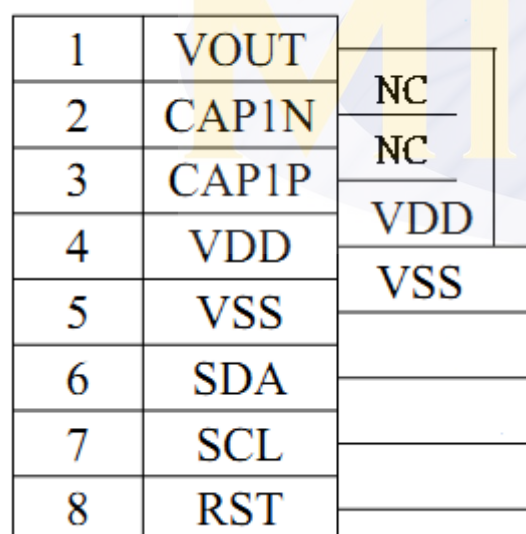 1 VOUT
NC
2 CAP1N
NC
3 CAP1P
VDD
4 VDD
VSS
5 VSS
6 SDA
7 SCL
8 RST